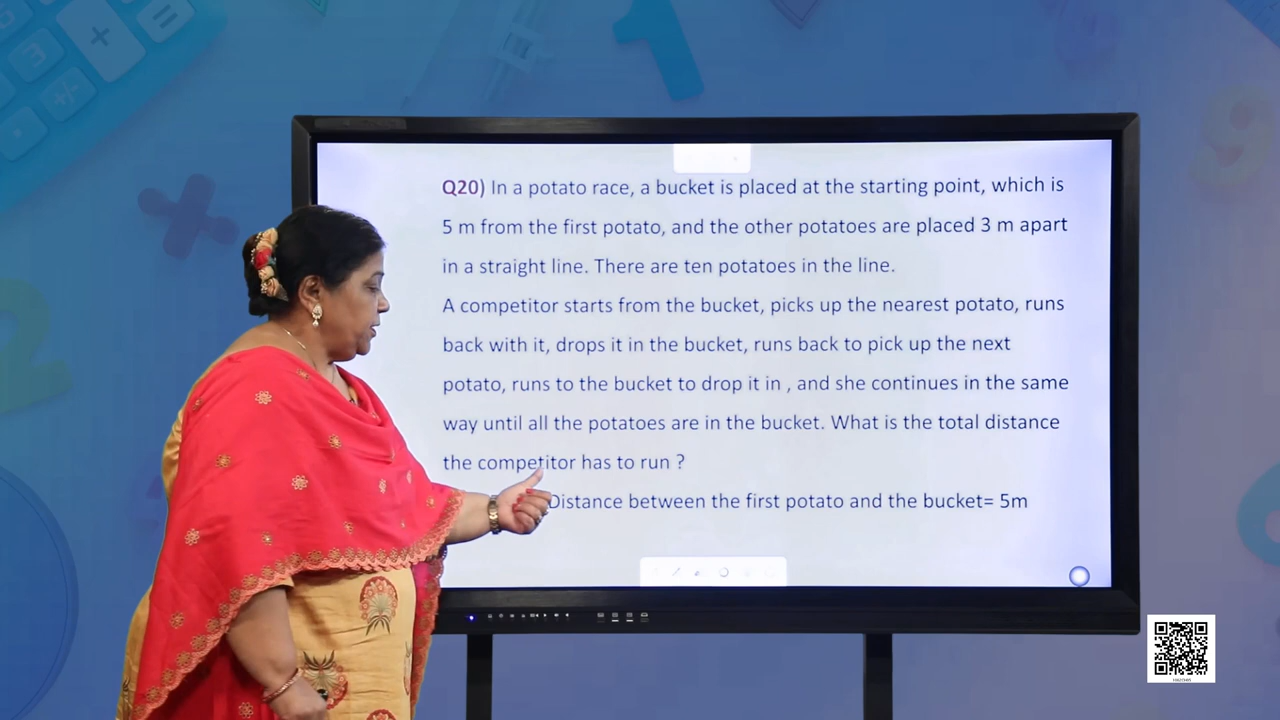 Q20) In a potato race, a bucket is placed at the starting point, which is
5 m from the first potato, and the other potatoes are placed 3 m apart
in a straight line. There are ten potatoes in the line.
A competitor starts from the bucket, picks up the nearest potato, runs
back with it, drops it in the bucket, runs back to pick up the next
potato, runs to the bucket to drop it in , and she continues in the same
way until all the potatoes are in the bucket. What is the total distance
the competitor has to run ?
Distance between the first potato and the bucket= 5m